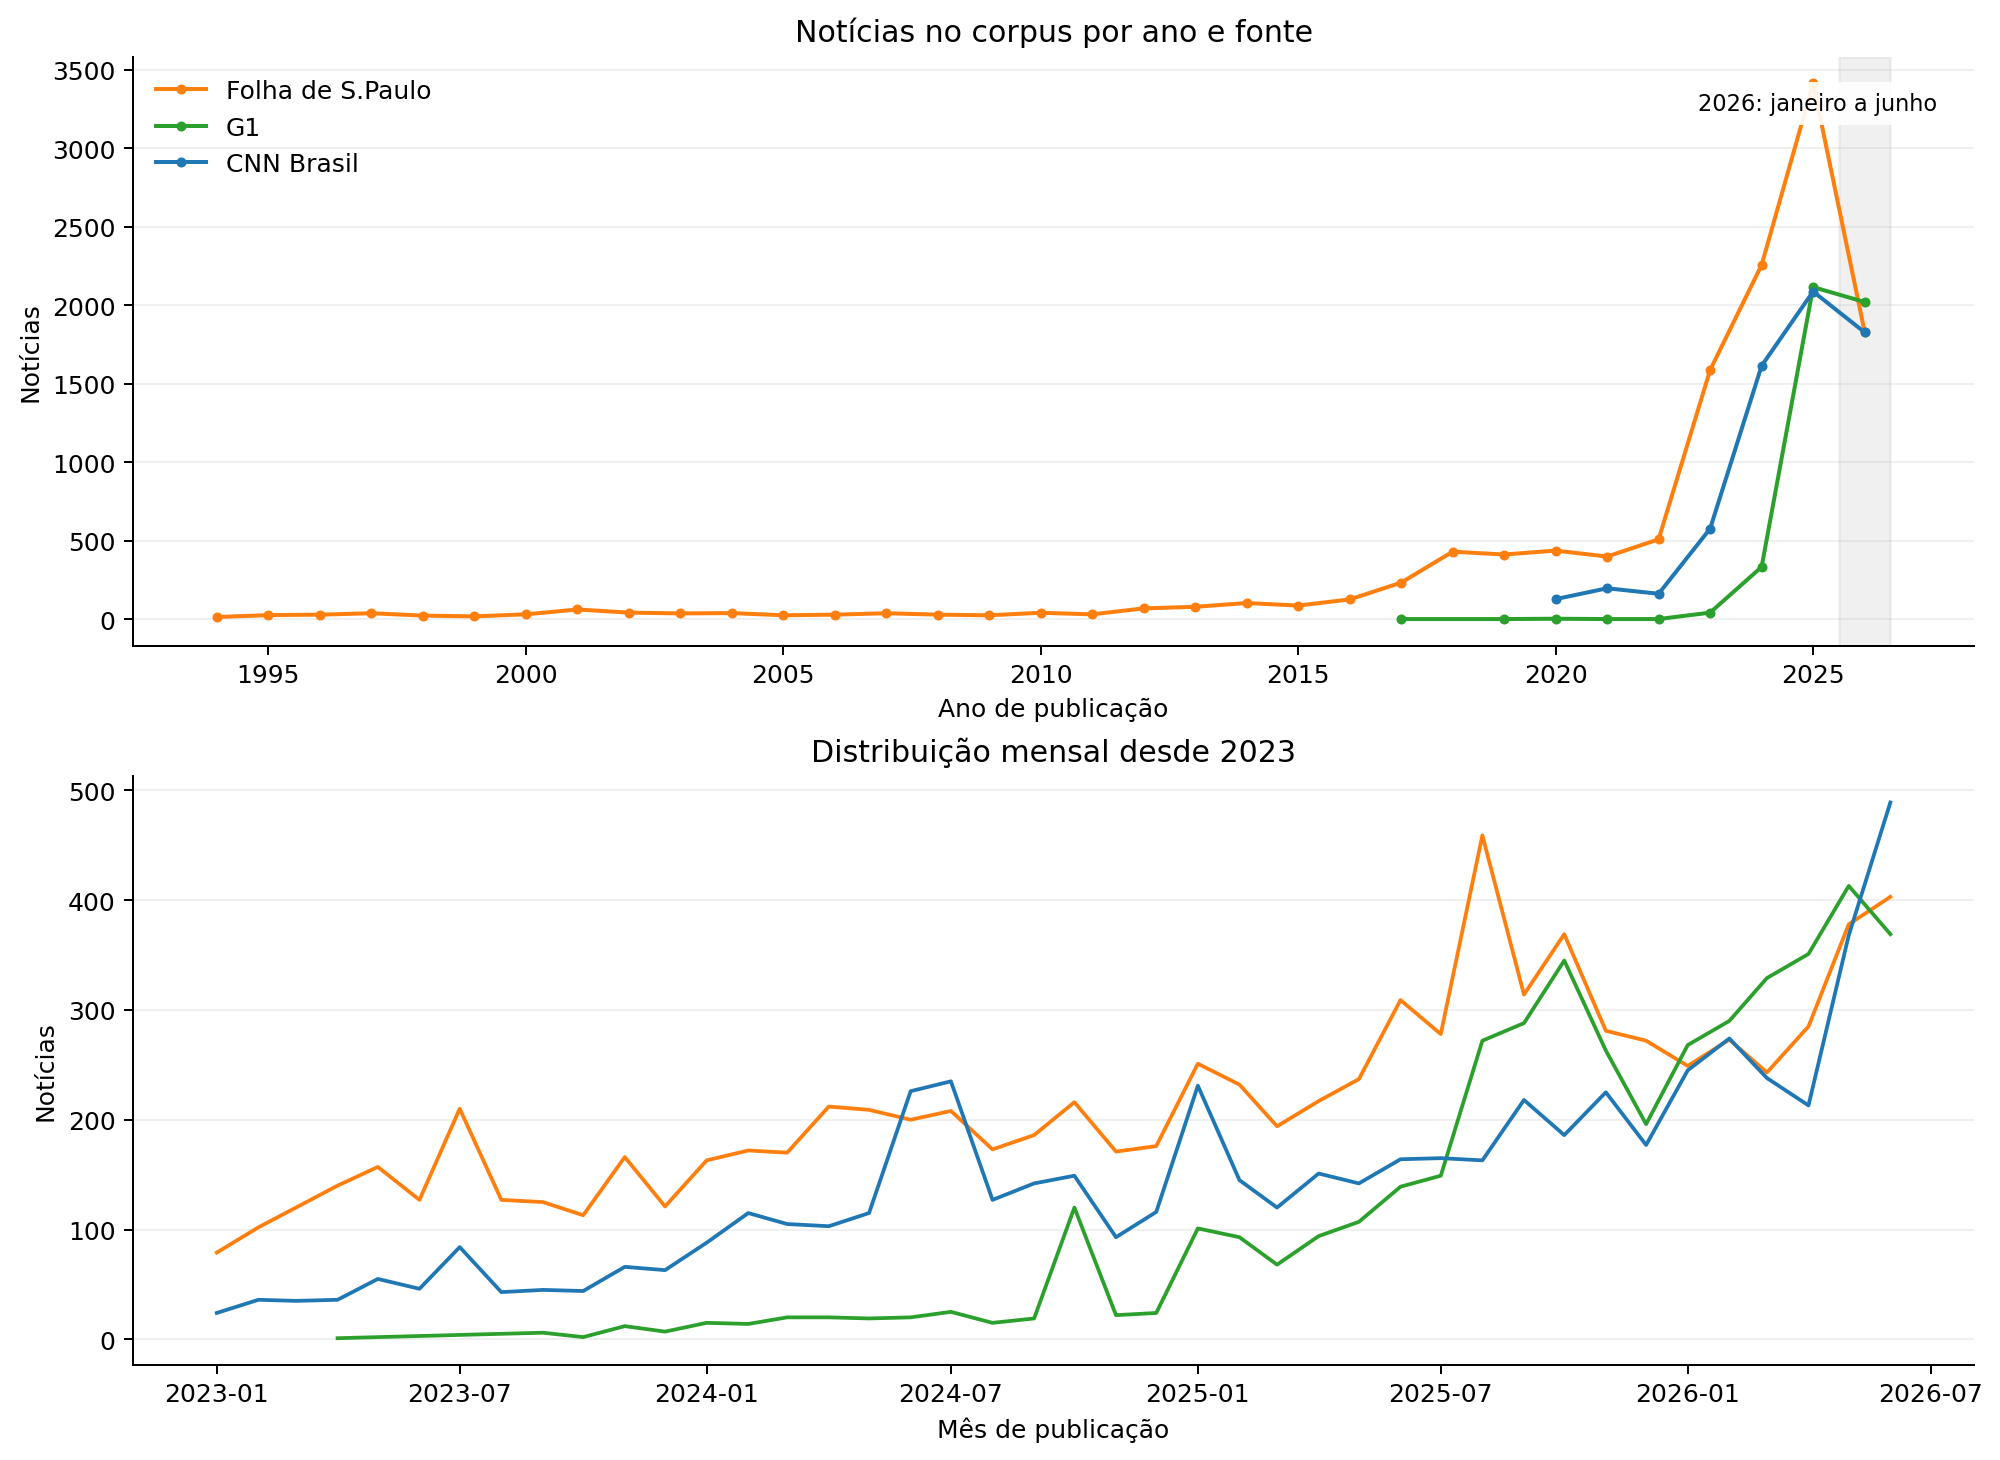 Notícias no corpus por ano e fonte
3500
3000
2500
2000
1500
1000
500
0
Notícias
Folha de S.Paulo
G1
CNN Brasil
2026: janeiro a junho
1995 2000 2005 2010 2015 2020 2025
Ano de publicação
Distribuição mensal desde 2023
500
400
300
200
100
0
Notícias
2023-01 2023-07 2024-01 2024-07 2025-01 2025-07 2026-01 2026-07
Mês de publicação